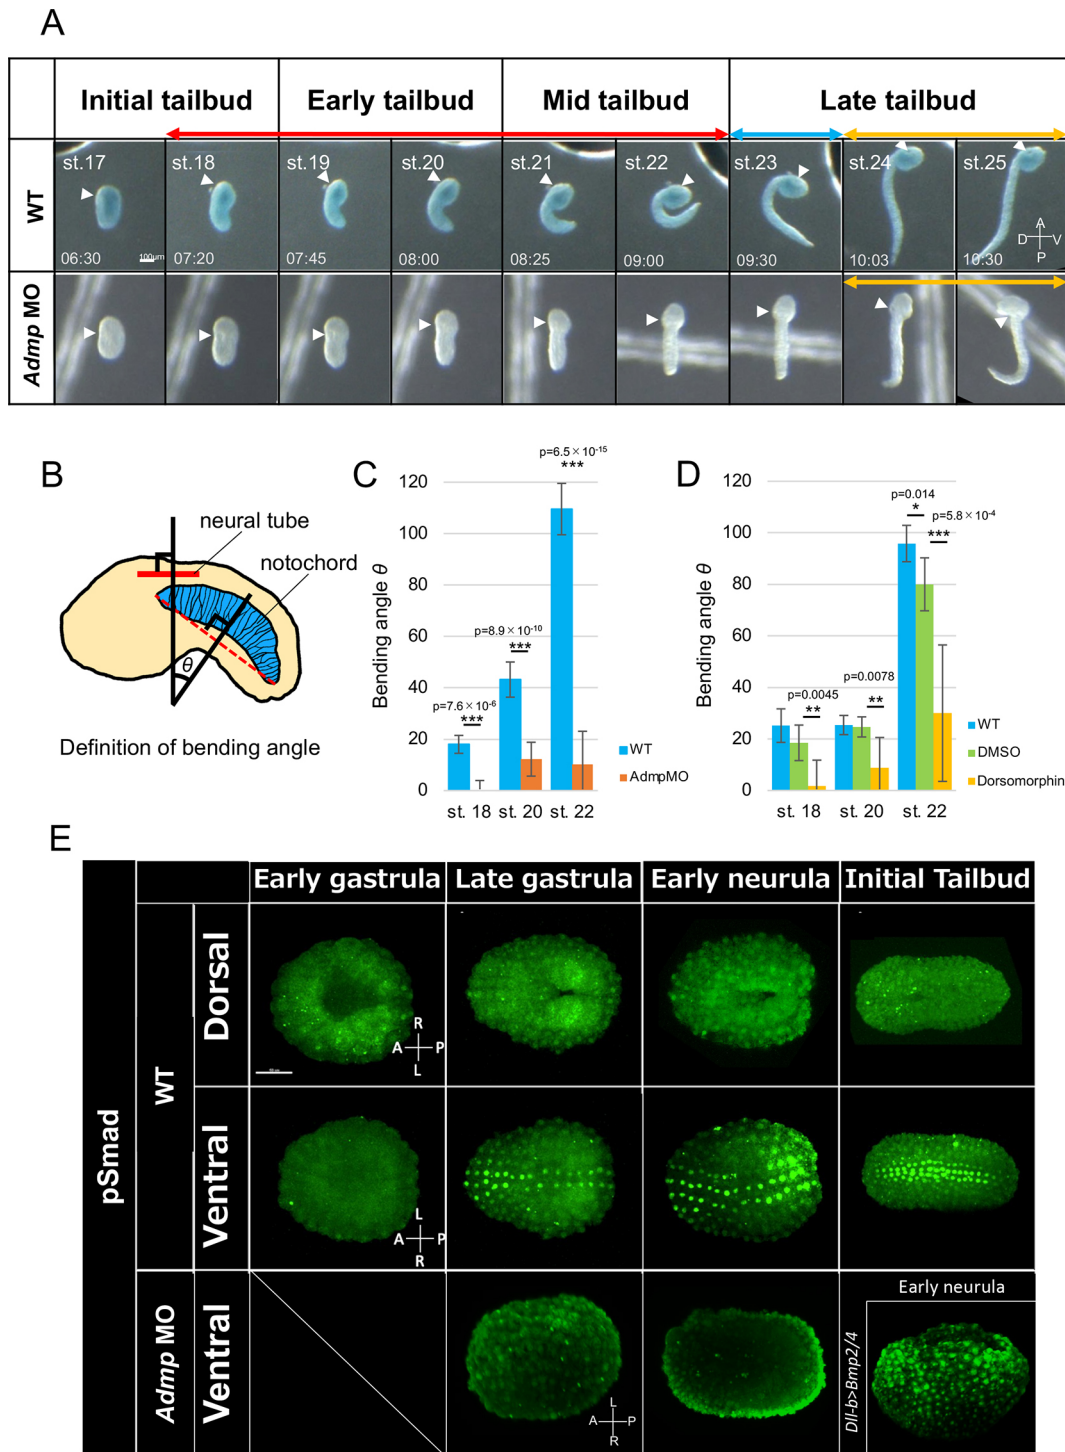 A
Initial tailbud Early tailbud Mid tailbud Late tailbud
WT
st.17 st.18 st.19 st.20 st.21 st.22 st.23 st.24 st.25
06:30 07:20 07:45 08:00 08:25 09:00 09:30 10:03 10:30
100μm
A
D V
P
Admp MO
B
neural tube
notochord
θ
Definition of bending angle
C
Bending angle θ
120
100
80
60
40
20
0
p=7.6×10-6
***
p=8.9×10-10
***
p=6.5×10-15
***
WT
AdmpMO
st. 18 st. 20 st. 22
D
Bending angle θ
120
100
80
60
40
20
0
p=0.0045
**
p=0.0078
**
p=0.014
*
p=5.8×10-4
***
WT
DMSO
Dorsomorphin
st. 18 st. 20 st. 22
E
Early gastrula Late gastrula Early neurula Initial Tailbud
pSmad
WT
Dorsal
R
A P
L
Ventral
L
A P
R
Admp MO
Ventral
L
A P
R
Early neurula
Dll-b>Bmp2/4